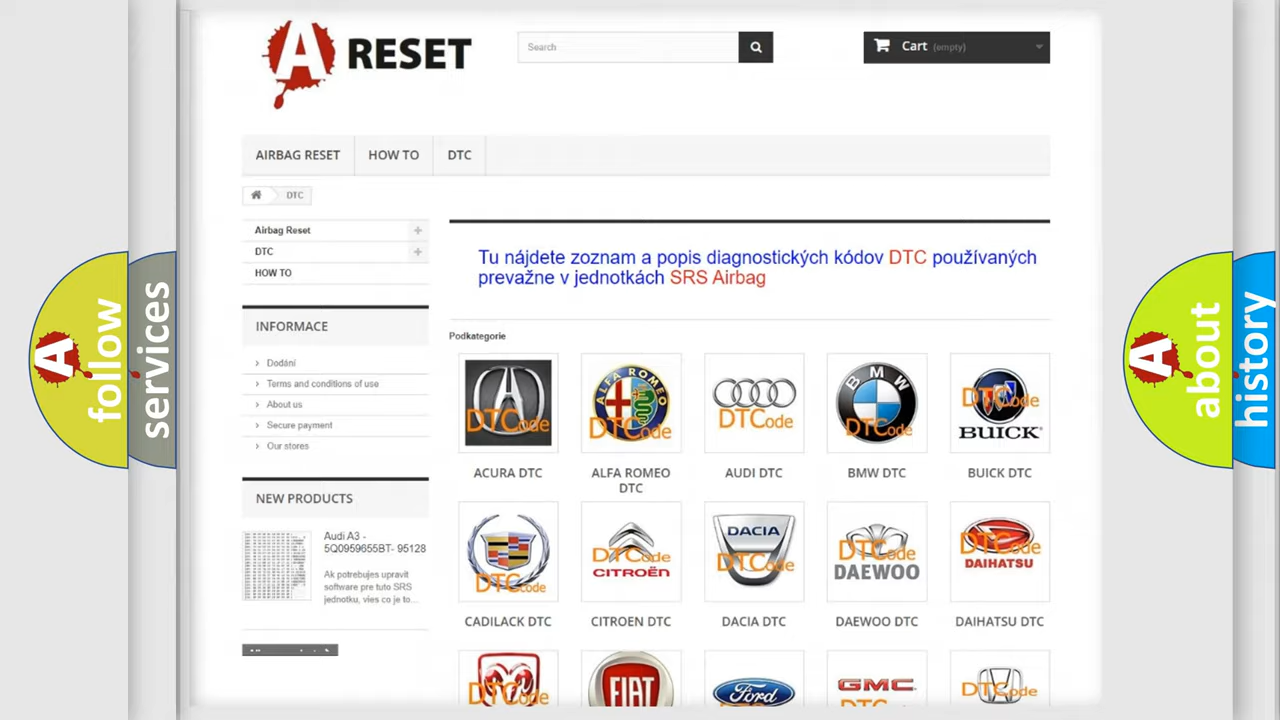 A RESET
Search
Cart (empty)
AIRBAG RESET
HOW TO
DTC
DTC
Airbag Reset
DTC
HOW TO
Tu nájdete zoznam a popis diagnostických kódov DTC používaných
prevažne v jednotkách SRS Airbag
INFORMACE
Dodání
Terms and conditions of use
About us
Secure payment
Our stores
NEW PRODUCTS
Audi A3 -
5Q0959655BT- 95128
Ak potrebujes upravit
software pre tuto SRS
jednotku, vies co je to...
Podkategorie
DTCode
ALFA ROMEO
DTCode
DTCode
BMW
DTCode
DTCode
BUICK
ACURA DTC
ALFA ROMEO
DTC
AUDI DTC
BMW DTC
BUICK DTC
DTCode
DTCode
CITROËN
DACIA
DTCode
DTCode
DAEWOO
DTCode
DAIHATSU
CADILACK DTC
CITROEN DTC
DACIA DTC
DAEWOO DTC
DAIHATSU DTC
DTCode
FIAT
Ford
GMC
DTCode
A follow
services
A about
history